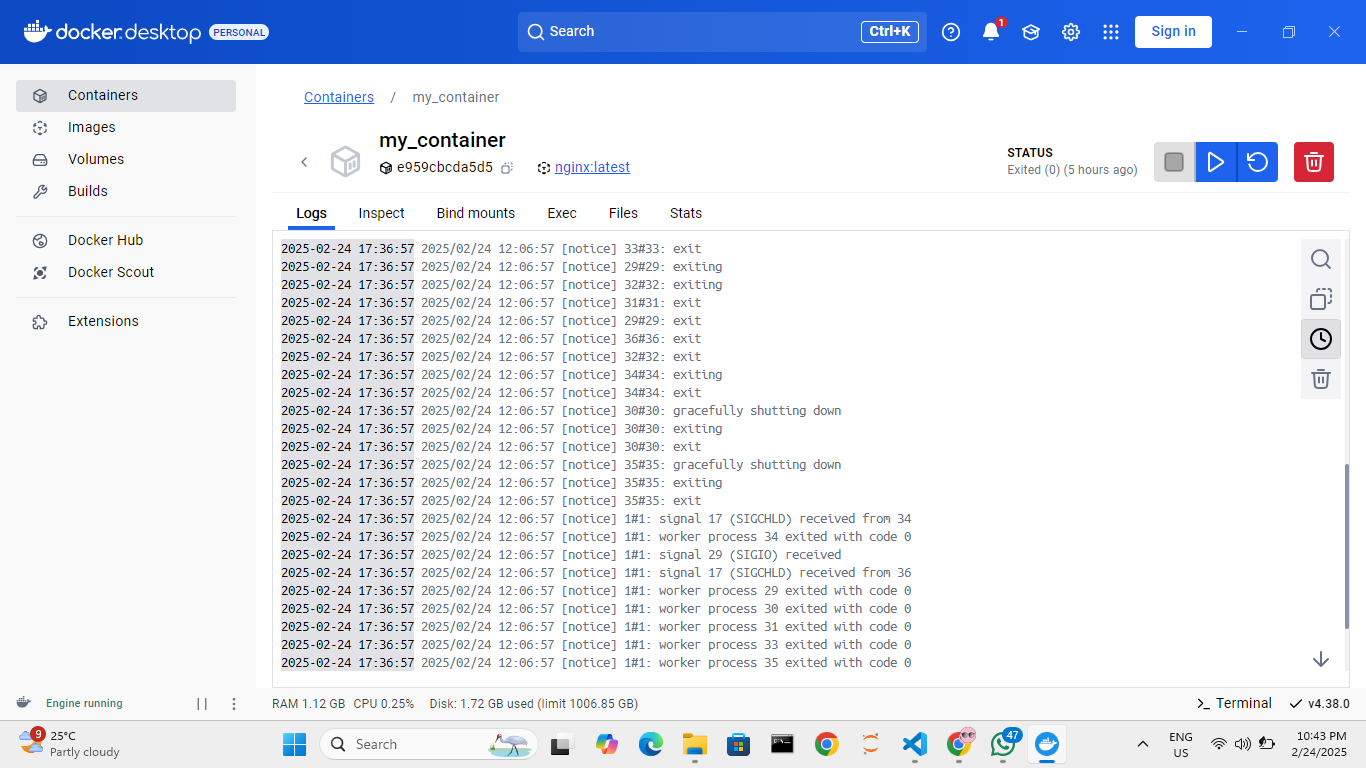 docker.desktop PERSONAL
Search Ctrl+K
1
Sign in
Containers
Images
Volumes
Builds
Docker Hub
Docker Scout
Extensions
Containers / my_container
my_container
e959cbcda5d5 nginx:latest
STATUS
Exited (0) (5 hours ago)
Logs Inspect Bind mounts Exec Files Stats
2025-02-24 17:36:57 2025/02/24 12:06:57 [notice] 33#33: exit
2025-02-24 17:36:57 2025/02/24 12:06:57 [notice] 29#29: exiting
2025-02-24 17:36:57 2025/02/24 12:06:57 [notice] 32#32: exiting
2025-02-24 17:36:57 2025/02/24 12:06:57 [notice] 31#31: exit
2025-02-24 17:36:57 2025/02/24 12:06:57 [notice] 29#29: exit
2025-02-24 17:36:57 2025/02/24 12:06:57 [notice] 36#36: exit
2025-02-24 17:36:57 2025/02/24 12:06:57 [notice] 32#32: exit
2025-02-24 17:36:57 2025/02/24 12:06:57 [notice] 34#34: exiting
2025-02-24 17:36:57 2025/02/24 12:06:57 [notice] 34#34: exit
2025-02-24 17:36:57 2025/02/24 12:06:57 [notice] 30#30: gracefully shutting down
2025-02-24 17:36:57 2025/02/24 12:06:57 [notice] 30#30: exiting
2025-02-24 17:36:57 2025/02/24 12:06:57 [notice] 30#30: exit
2025-02-24 17:36:57 2025/02/24 12:06:57 [notice] 35#35: gracefully shutting down
2025-02-24 17:36:57 2025/02/24 12:06:57 [notice] 35#35: exiting
2025-02-24 17:36:57 2025/02/24 12:06:57 [notice] 35#35: exit
2025-02-24 17:36:57 2025/02/24 12:06:57 [notice] 1#1: signal 17 (SIGCHLD) received from 34
2025-02-24 17:36:57 2025/02/24 12:06:57 [notice] 1#1: worker process 34 exited with code 0
2025-02-24 17:36:57 2025/02/24 12:06:57 [notice] 1#1: signal 29 (SIGIO) received
2025-02-24 17:36:57 2025/02/24 12:06:57 [notice] 1#1: signal 17 (SIGCHLD) received from 36
2025-02-24 17:36:57 2025/02/24 12:06:57 [notice] 1#1: worker process 29 exited with code 0
2025-02-24 17:36:57 2025/02/24 12:06:57 [notice] 1#1: worker process 30 exited with code 0
2025-02-24 17:36:57 2025/02/24 12:06:57 [notice] 1#1: worker process 31 exited with code 0
2025-02-24 17:36:57 2025/02/24 12:06:57 [notice] 1#1: worker process 33 exited with code 0
2025-02-24 17:36:57 2025/02/24 12:06:57 [notice] 1#1: worker process 35 exited with code 0
Engine running RAM 1.12 GB CPU 0.25% Disk: 1.72 GB used (limit 1006.85 GB) Terminal v4.38.0
9
25°C
Partly cloudy
Search
47
ENG
US
10:43 PM
2/24/2025